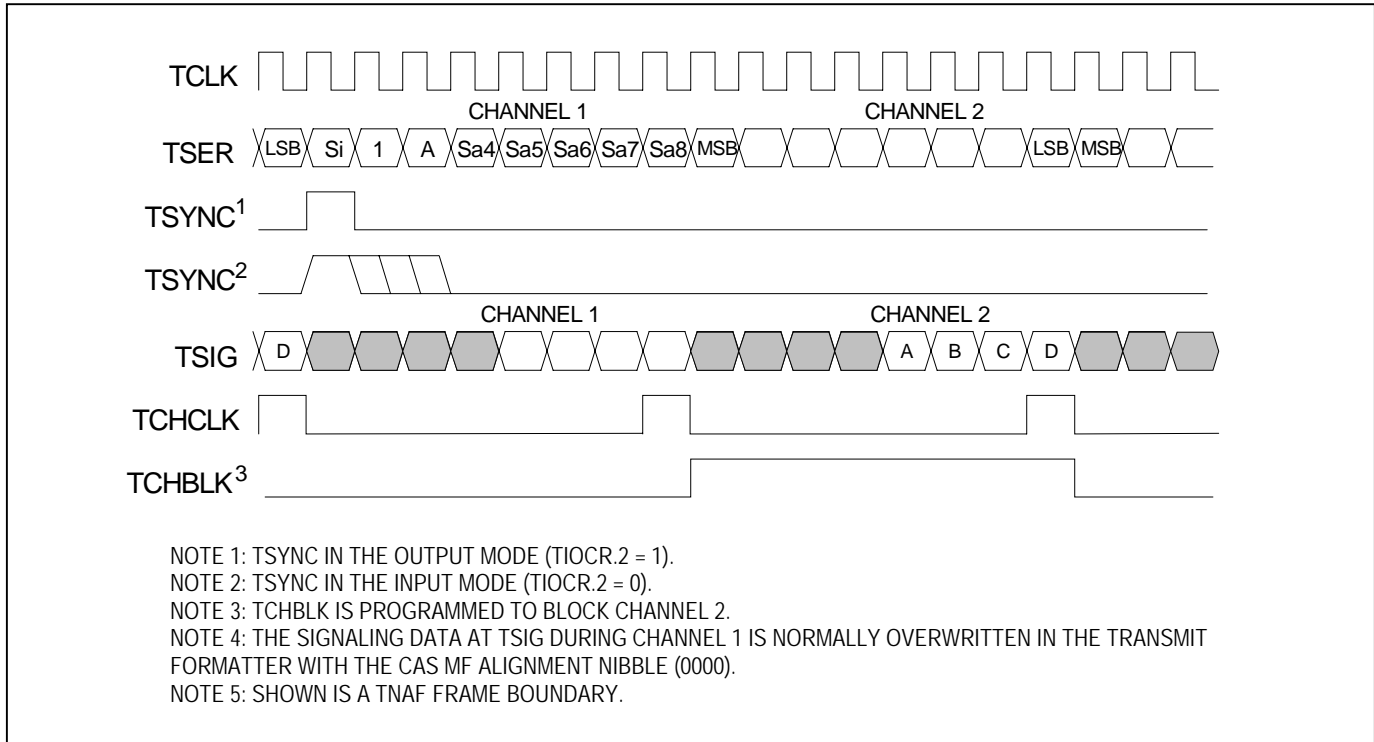 TCLK
CHANNEL 1 CHANNEL 2
TSER LSB Si 1 A Sa4 Sa5 Sa6 Sa7 Sa8 MSB LSB MSB
TSYNC1
TSYNC2
CHANNEL 1 CHANNEL 2
TSIG D A B C D
TCHCLK
TCHBLK3
NOTE 1: TSYNC IN THE OUTPUT MODE (TIOCR.2 = 1).
NOTE 2: TSYNC IN THE INPUT MODE (TIOCR.2 = 0).
NOTE 3: TCHBLK IS PROGRAMMED TO BLOCK CHANNEL 2.
NOTE 4: THE SIGNALING DATA AT TSIG DURING CHANNEL 1 IS NORMALLY OVERWRITTEN IN THE TRANSMIT
FORMATTER WITH THE CAS MF ALIGNMENT NIBBLE (0000).
NOTE 5: SHOWN IS A TNAF FRAME BOUNDARY.